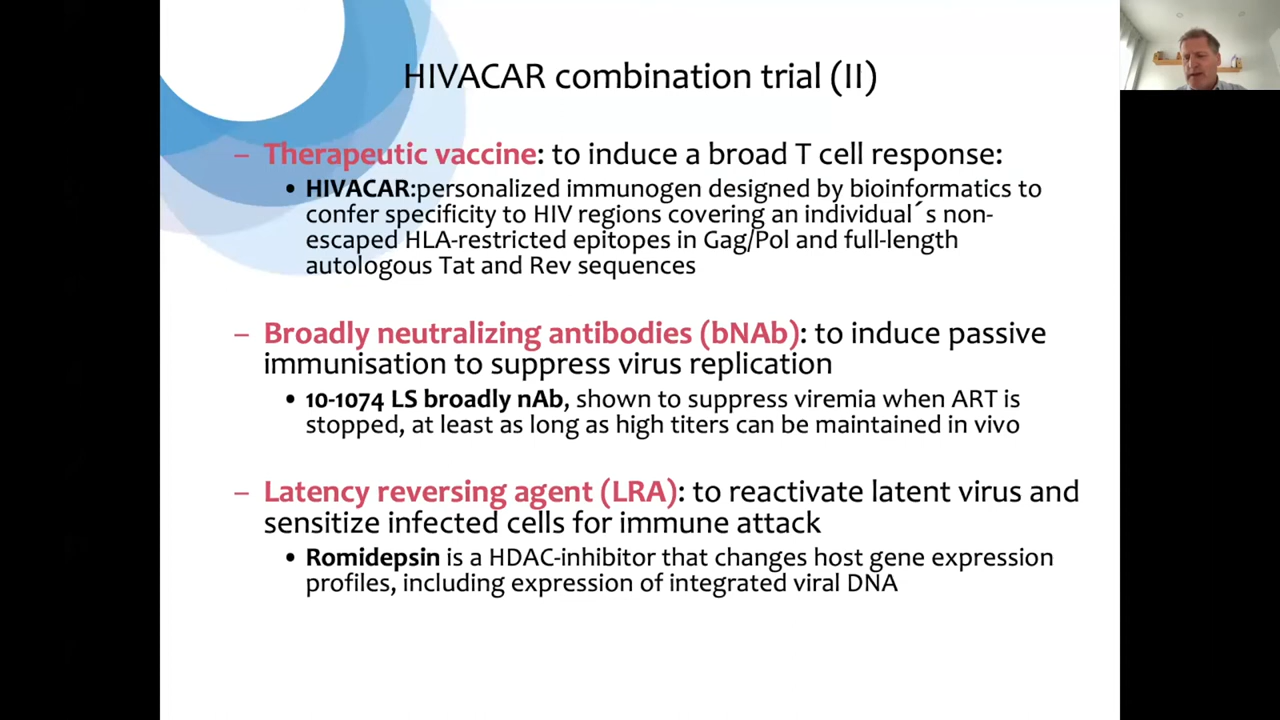 HIVACAR combination trial (II)
– Therapeutic vaccine: to induce a broad T cell response:
• HIVACAR:personalized immunogen designed by bioinformatics to
confer specificity to HIV regions covering an individual´s non-
escaped HLA-restricted epitopes in Gag/Pol and full-length
autologous Tat and Rev sequences
– Broadly neutralizing antibodies (bNAb): to induce passive
immunisation to suppress virus replication
• 10-1074 LS broadly nAb, shown to suppress viremia when ART is
stopped, at least as long as high titers can be maintained in vivo
– Latency reversing agent (LRA): to reactivate latent virus and
sensitize infected cells for immune attack
• Romidepsin is a HDAC-inhibitor that changes host gene expression
profiles, including expression of integrated viral DNA